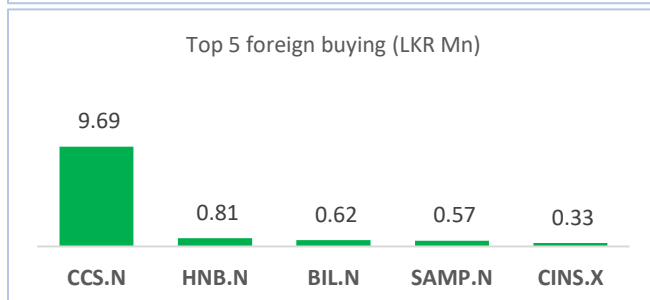 Top 5 foreign buying (LKR Mn)
9.69
0.81
0.62
0.57
0.33
CCS.N HNB.N BIL.N SAMP.N CINS.X